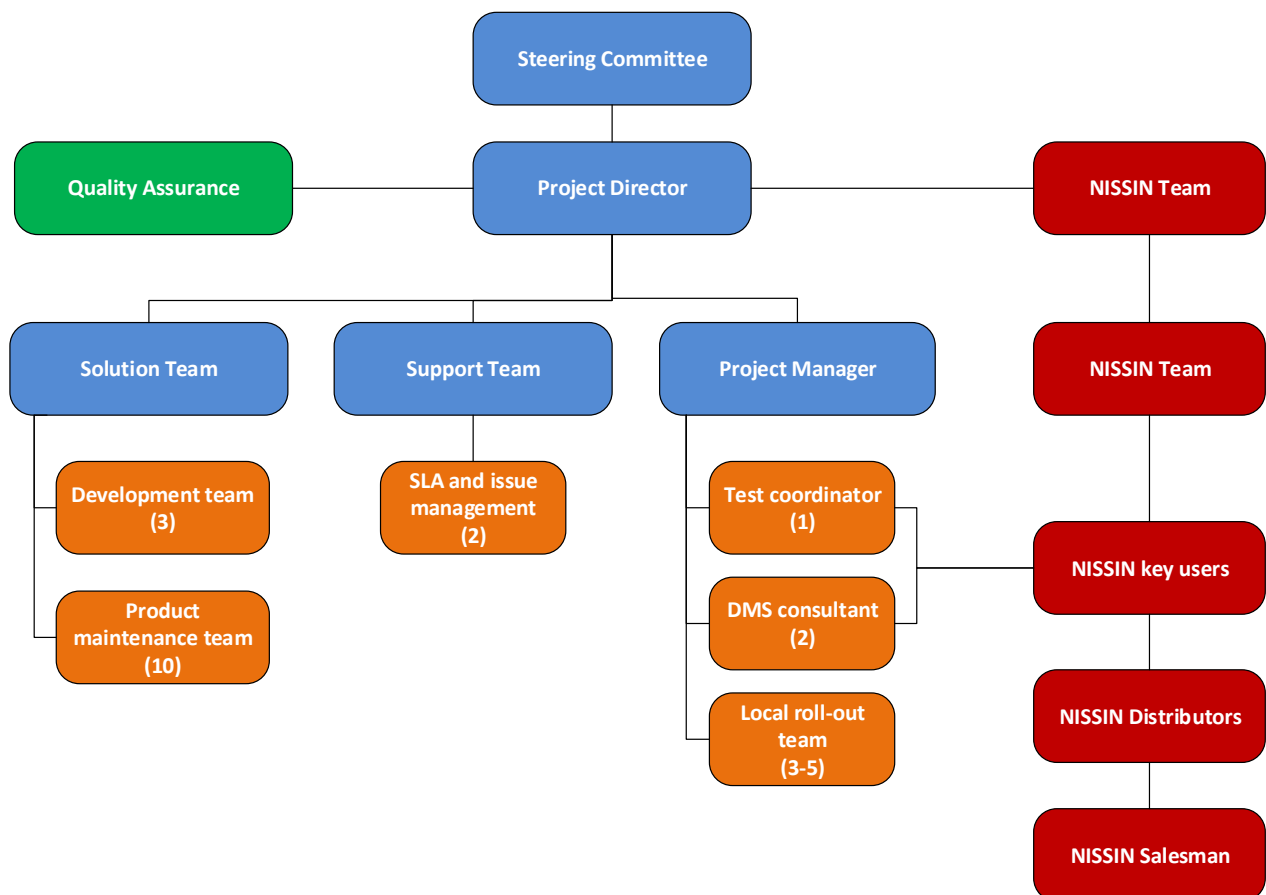 Steering Committee
Quality Assurance
Project Director
NISSIN Team
Solution Team
Support Team
Project Manager
NISSIN Team
Development team
(3)
SLA and issue
management
(2)
Test coordinator
(1)
NISSIN key users
Product
maintenance team
(10)
DMS consultant
(2)
Local roll-out
team
(3-5)
NISSIN Distributors
NISSIN Salesman